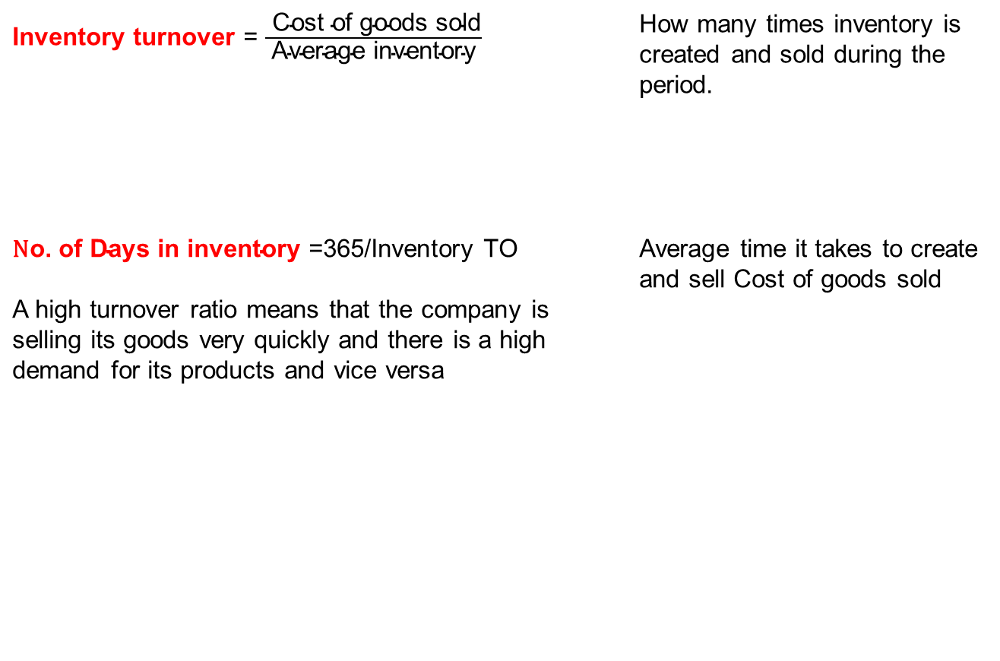 Inventory turnover = Cost of goods sold
Average inventory
How many times inventory is
created and sold during the
period.
No. of Days in inventory =365/Inventory TO
A high turnover ratio means that the company is
selling its goods very quickly and there is a high
demand for its products and vice versa
Average time it takes to create
and sell Cost of goods sold